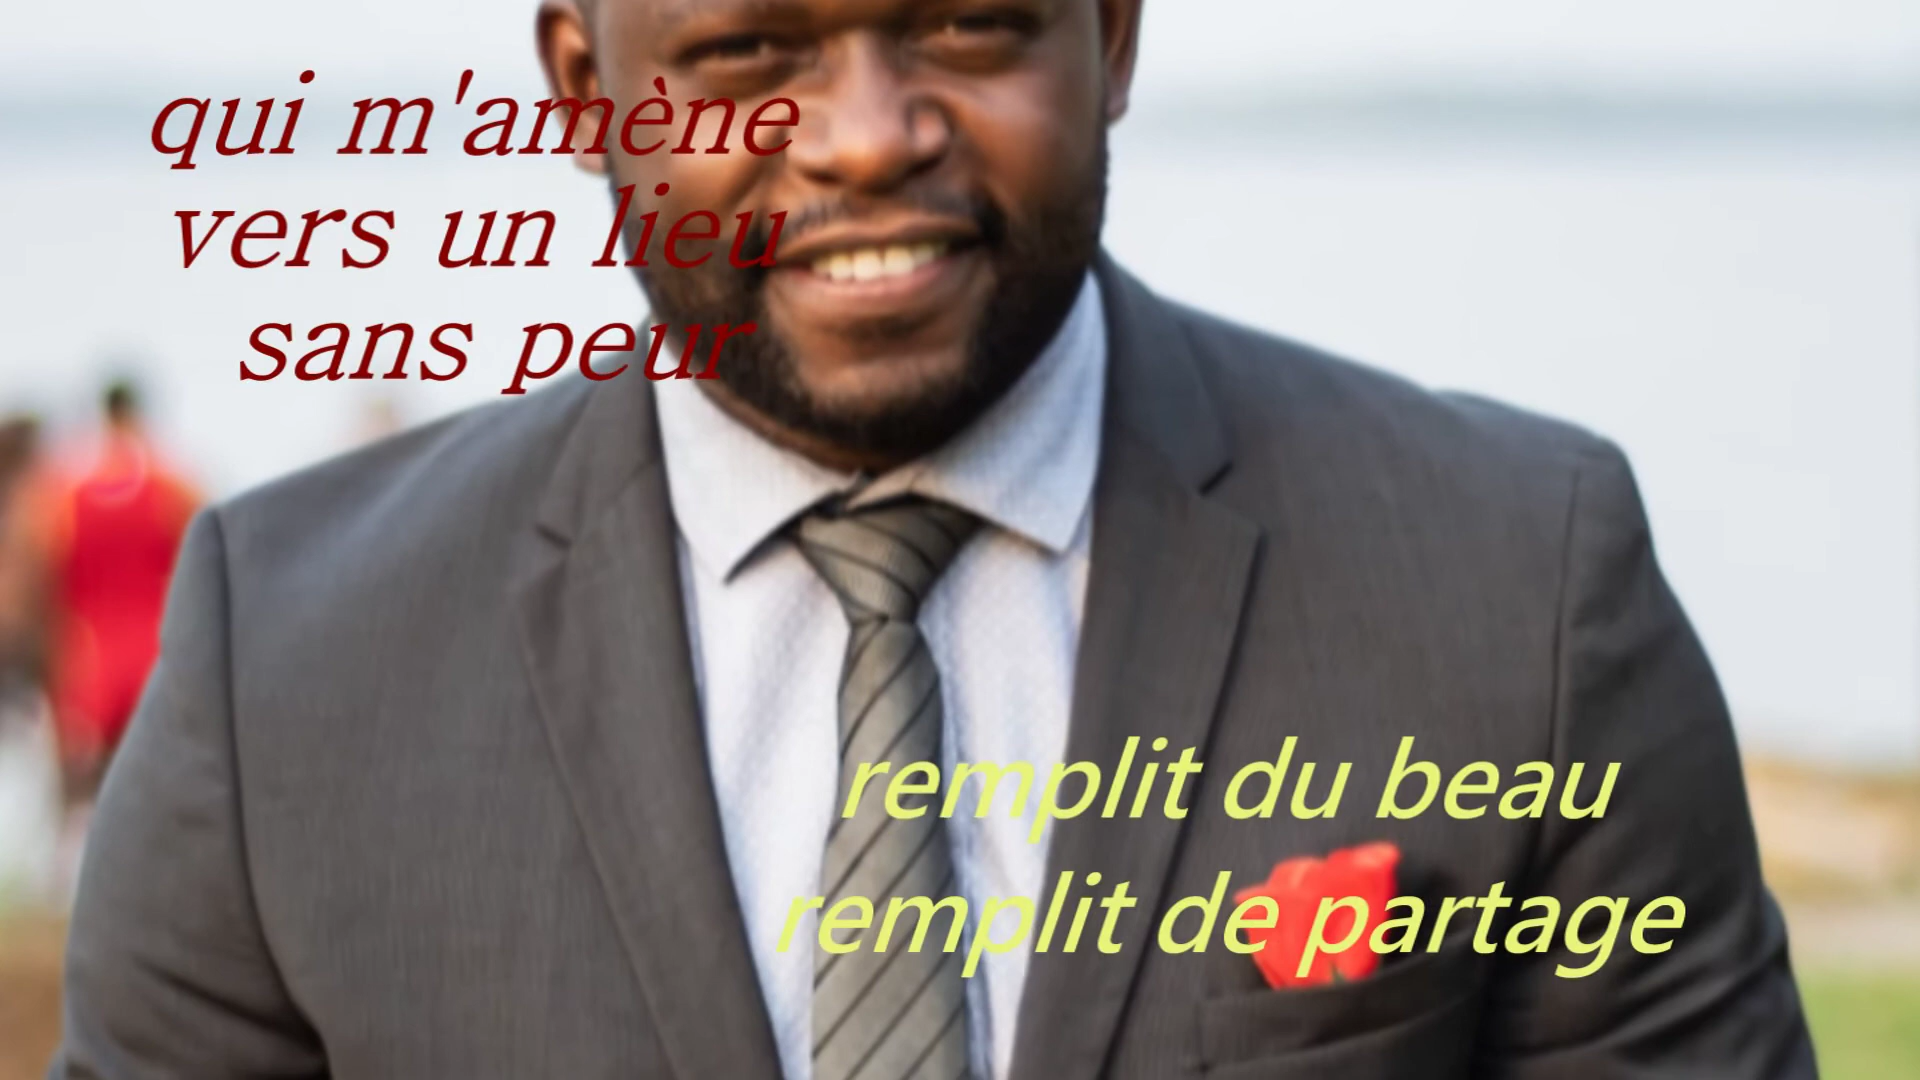 qui m'amène
vers un lieu
sans peur
remplit du beau
remplit de partage